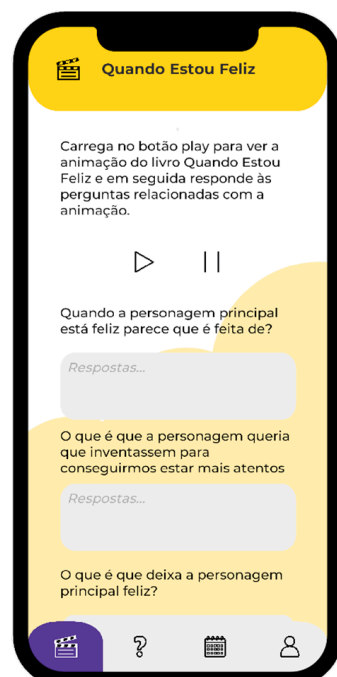 Quando Estou Feliz
Carrega no botão play para ver a
animação do livro Quando Estou
Feliz e em seguida responde às
perguntas relacionadas com a
animação.
Quando a personagem principal
está feliz parece que é feita de?
Respostas...
O que é que a personagem queria
que inventassem para
conseguirmos estar mais atentos
Respostas...
O que é que deixa a personagem
principal feliz?
?